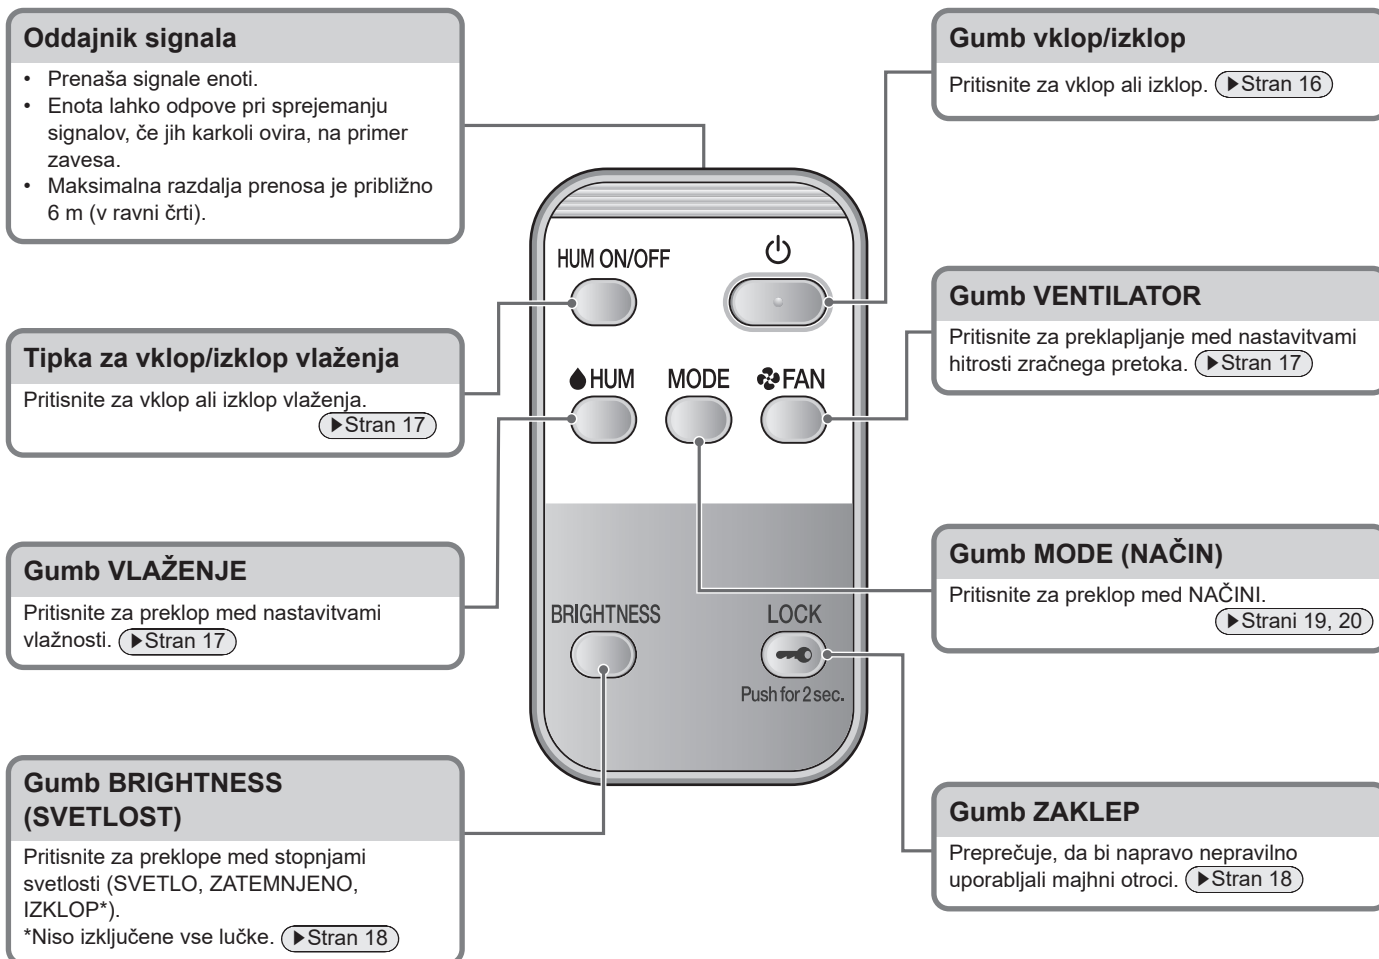 Oddajnik signala
• Prenaša signale enoti.
• Enota lahko odpove pri sprejemanju
signalov, če jih karkoli ovira, na primer
zavesa.
• Maksimalna razdalja prenosa je približno
6 m (v ravni črti).
Tipka za vklop/izklop vlaženja
Pritisnite za vklop ali izklop vlaženja.
▶Stran 17
Gumb VLAŽENJE
Pritisnite za preklop med nastavitvami
vlažnosti. ▶Stran 17
Gumb BRIGHTNESS
(SVETLOST)
Pritisnite za preklope med stopnjami
svetlosti (SVETLO, ZATEMNJENO,
IZKLOP*).
*Niso izključene vse lučke. ▶Stran 18
HUM ON/OFF
HUM MODE FAN
BRIGHTNESS LOCK
Push for 2 sec.
Gumb vklop/izklop
Pritisnite za vklop ali izklop. ▶Stran 16
Gumb VENTILATOR
Pritisnite za preklapljanje med nastavitvami
hitrosti zračnega pretoka. ▶Stran 17
Gumb MODE (NAČIN)
Pritisnite za preklop med NAČINI.
▶Strani 19, 20
Gumb ZAKLEP
Preprečuje, da bi napravo nepravilno
uporabljali majhni otroci. ▶Stran 18